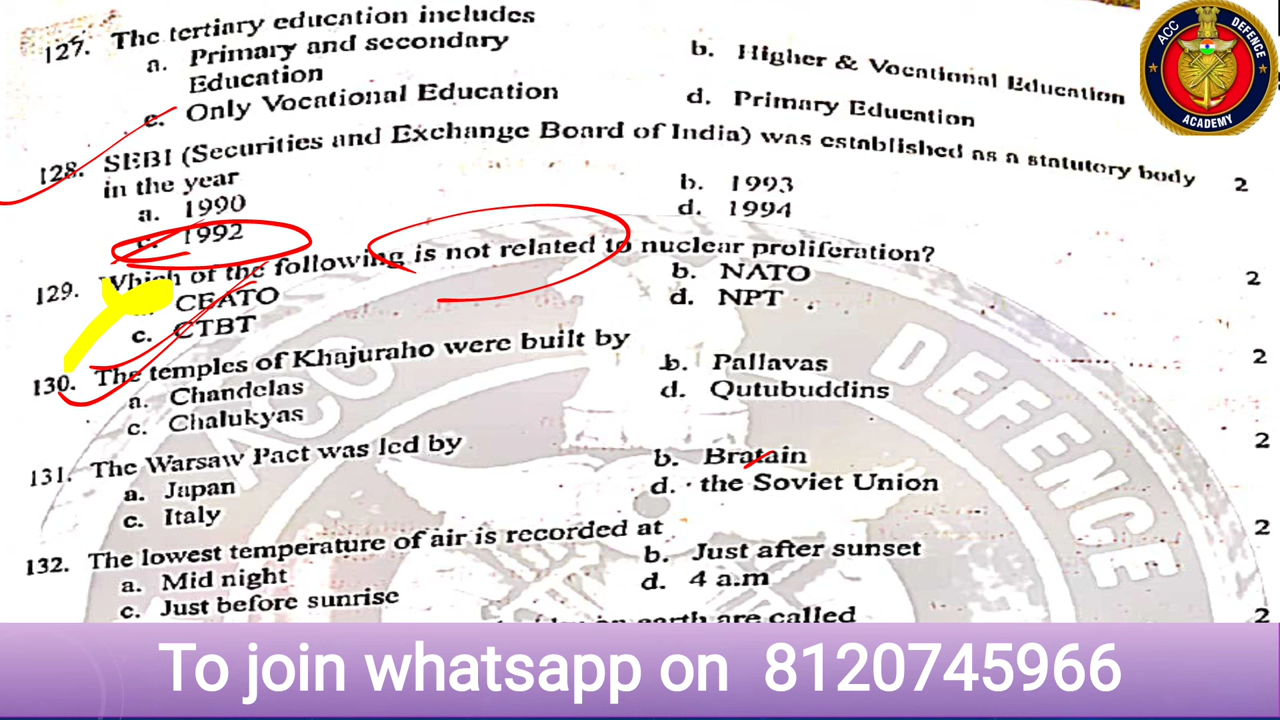 127. The tertiary education includes
a. Primary and secondary Education
b. Higher & Vocational Education
c. Only Vocational Education
d. Primary Education
128. SEBI (Securities and Exchange Board of India) was established as a statutory body 2
in the year
a. 1990
b. 1993
c. 1992
d. 1994
129. Which of the following is not related to nuclear proliferation? 2
CEATO
b. NATO
c. CTBT
d. NPT
130. The temples of Khajuraho were built by 2
a. Chandelas
b. Pallavas
c. Chalukyas
d. Qutubuddins
131. The Warsaw Pact was led by 2
a. Japan
b. Bratain
c. Italy
d. the Soviet Union
132. The lowest temperature of air is recorded at 2
a. Mid night
b. Just after sunset
c. Just before sunrise
d. 4 a.m
on earth are called 2
ACC DEFENCE
ACC DEFENCE ACADEMY
To join whatsapp on 8120745966